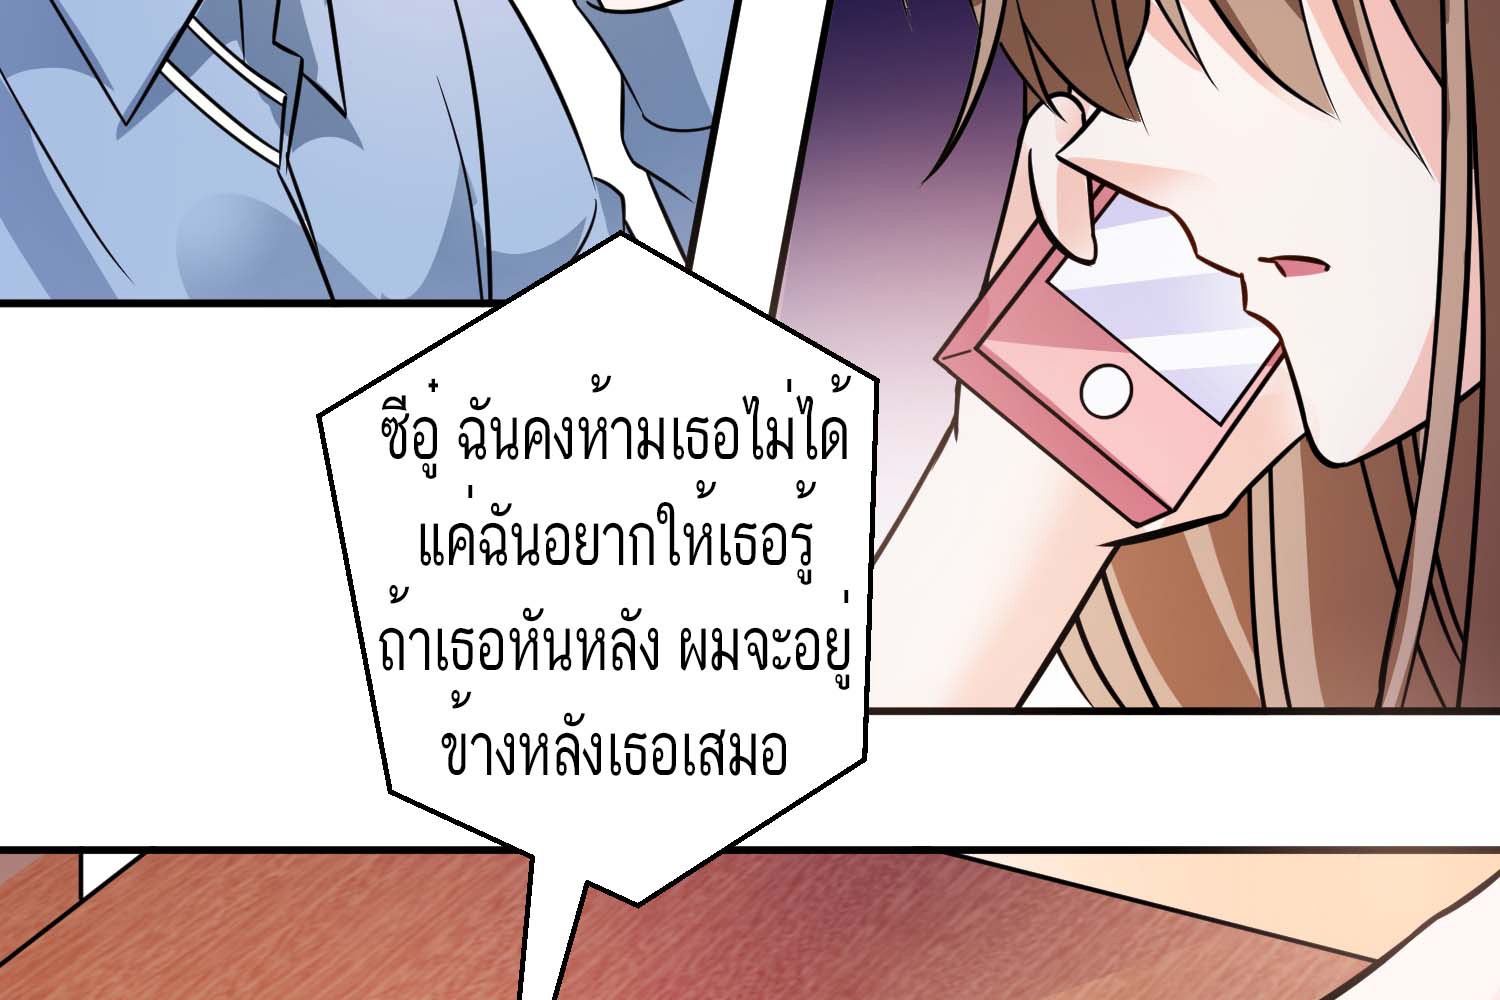 ซีอู๋ ฉันคงห้ามเธอไม่ได้
แค่ฉันอยากให้เธอรู้
ถ้าเธอหันหลัง ผมจะอยู่
ข้างหลังเธอเสมอ